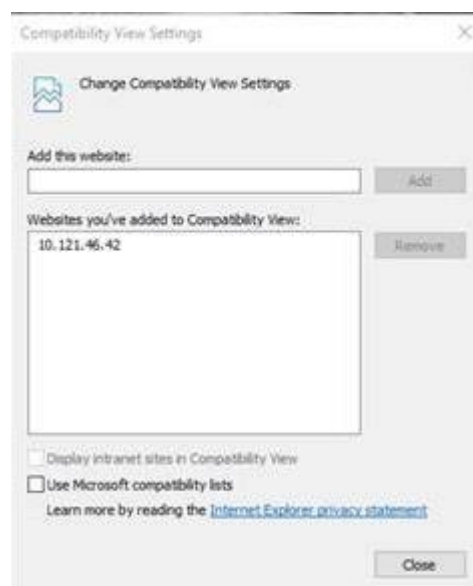 Compatibility View Settings
Change Compatibility View Settings
Add this website:
Add
Websites you've added to Compatibility View:
10.121.46.42
Remove
Display intranet sites in Compatibility View
Use Microsoft compatibility lists
Learn more by reading the Internet Explorer privacy statement
Close